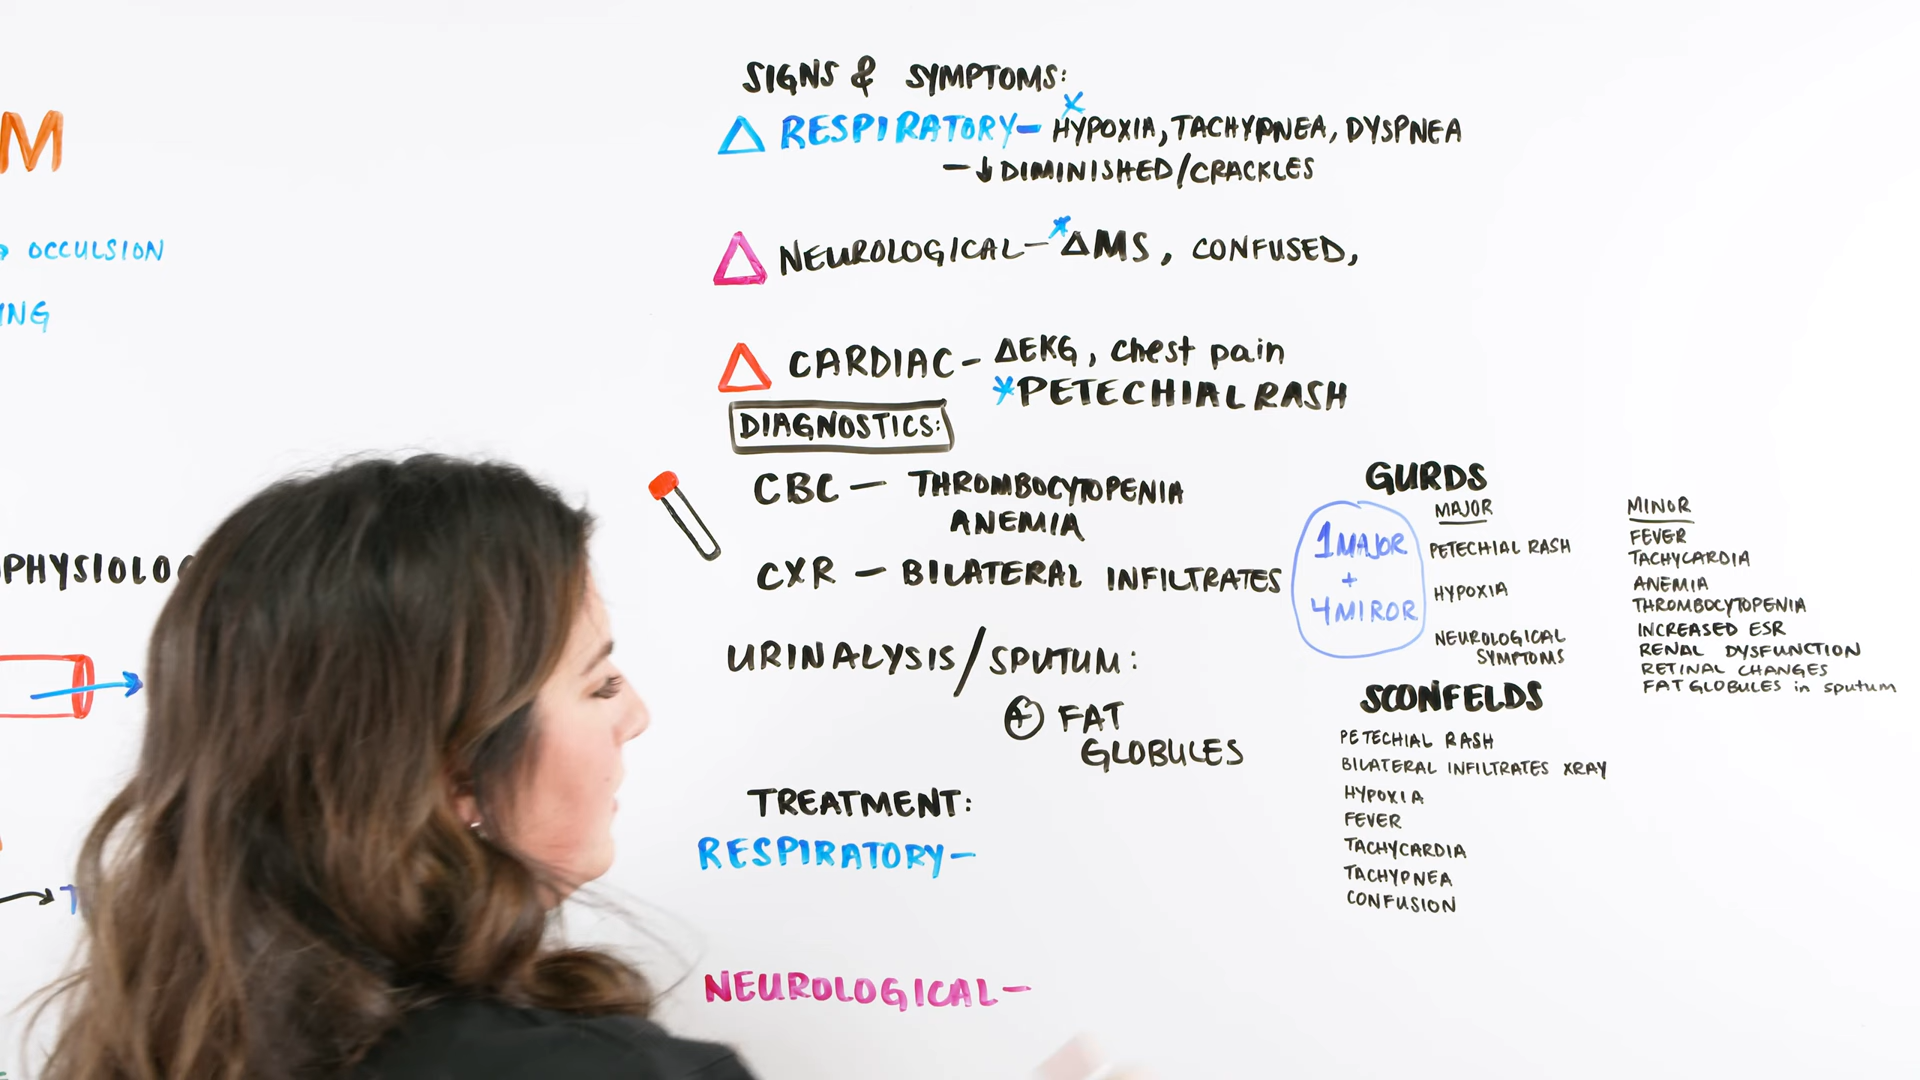 M
OCCULSION
ING
PHYSIOLO
SIGNS & SYMPTOMS:
△ RESPIRATORY- HYPOXIA, TACHYPNEA, DYSPNEA
- ↓ DIMINISHED/CRACKLES
△ NEUROLOGICAL- *ΔMS, CONFUSED,
△ CARDIAC- ΔEKG, chest pain
*PETECHIAL RASH
DIAGNOSTICS:
CBC - THROMBOCYTOPENIA
ANEMIA
CXR - BILATERAL INFILTRATES
URINALYSIS/SPUTUM:
⊕ FAT
GLOBULES
TREATMENT:
RESPIRATORY-
NEUROLOGICAL-
GURDS
1 MAJOR
+
4 MIROR
MAJOR
PETECHIAL RASH
HYPOXIA
NEUROLOGICAL
SYMPTOMS
MINOR
FEVER
TACHYCARDIA
ANEMIA
THROMBOCYTOPENIA
INCREASED ESR
RENAL DYSFUNCTION
RETINAL CHANGES
FAT GLOBULES in sputum
SCONFELDS
PETECHIAL RASH
BILATERAL INFILTRATES XRAY
HYPOXIA
FEVER
TACHYCARDIA
TACHYPNEA
CONFUSION